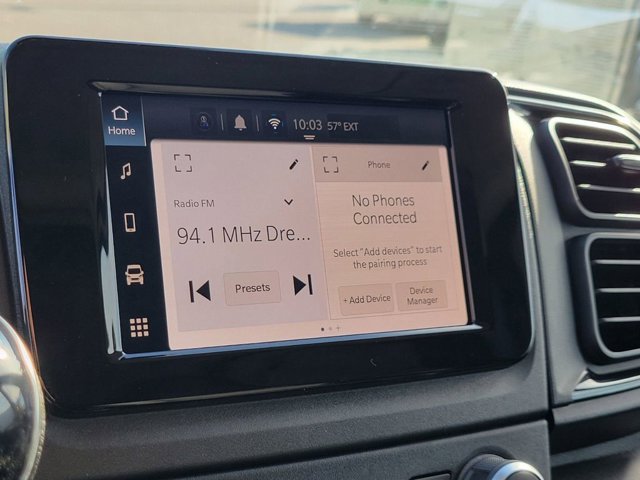 Home
10:03 57° EXT
Radio FM
94.1 MHz Dre...
Presets
Phone
No Phones
Connected
Select "Add devices" to start
the pairing process
+ Add Device
Device
Manager